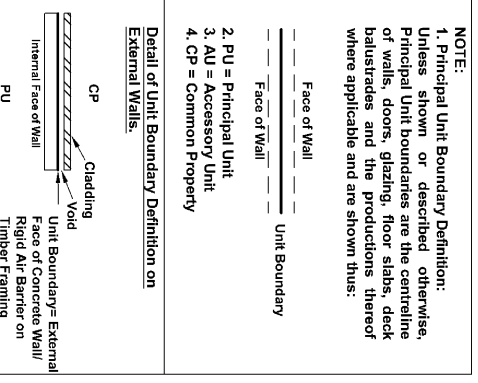 NOTE:
1. Principal Unit Boundary Definition:
Unless shown or described otherwise,
Principal Unit boundaries are the centreline
of walls, doors, glazing, floor slabs, deck
balustrades and the productions thereof
where applicable and are shown thus:
Face of Wall
Unit Boundary
Face of Wall
2. PU = Principal Unit
3. AU = Accessory Unit
4. CP = Common Property
Detail of Unit Boundary Definition on
External Walls.
CP
Cladding
Void
Internal Face of Wall
Unit Boundary= External
Face of Concrete Wall/
Rigid Air Barrier on
Timber Framing
PU